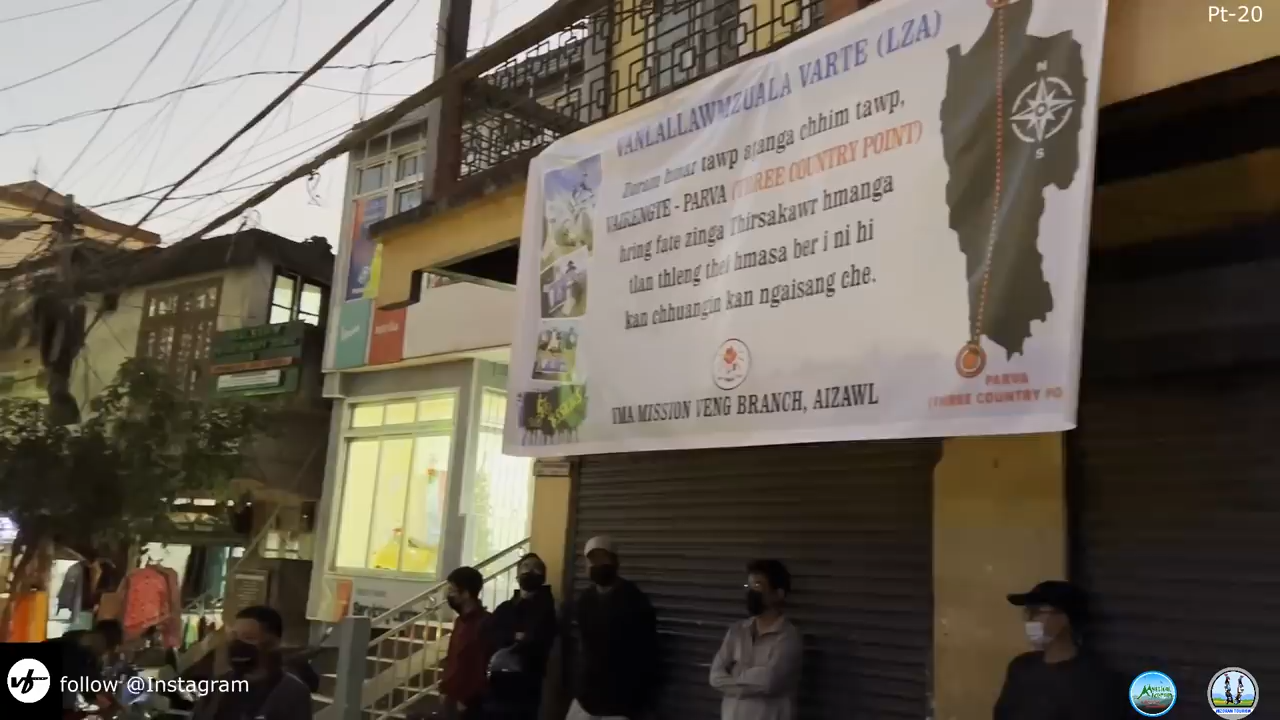 Pt-20
VANLALLAWMZUALA VARTE (LZA)
Zoram hmar tawp atanga chhim tawp,
VAIRENGTE - PARVA (THREE COUNTRY POINT)
hring fate zinga Thirsakawr hmanga
tlan thleng thei hmasa ber i ni hi
kan chhuangin kan ngaisang che.
YMA MISSION VENG BRANCH, AIZAWL
N
S
PARVA
(THREE COUNTRY PO
follow @Instagram